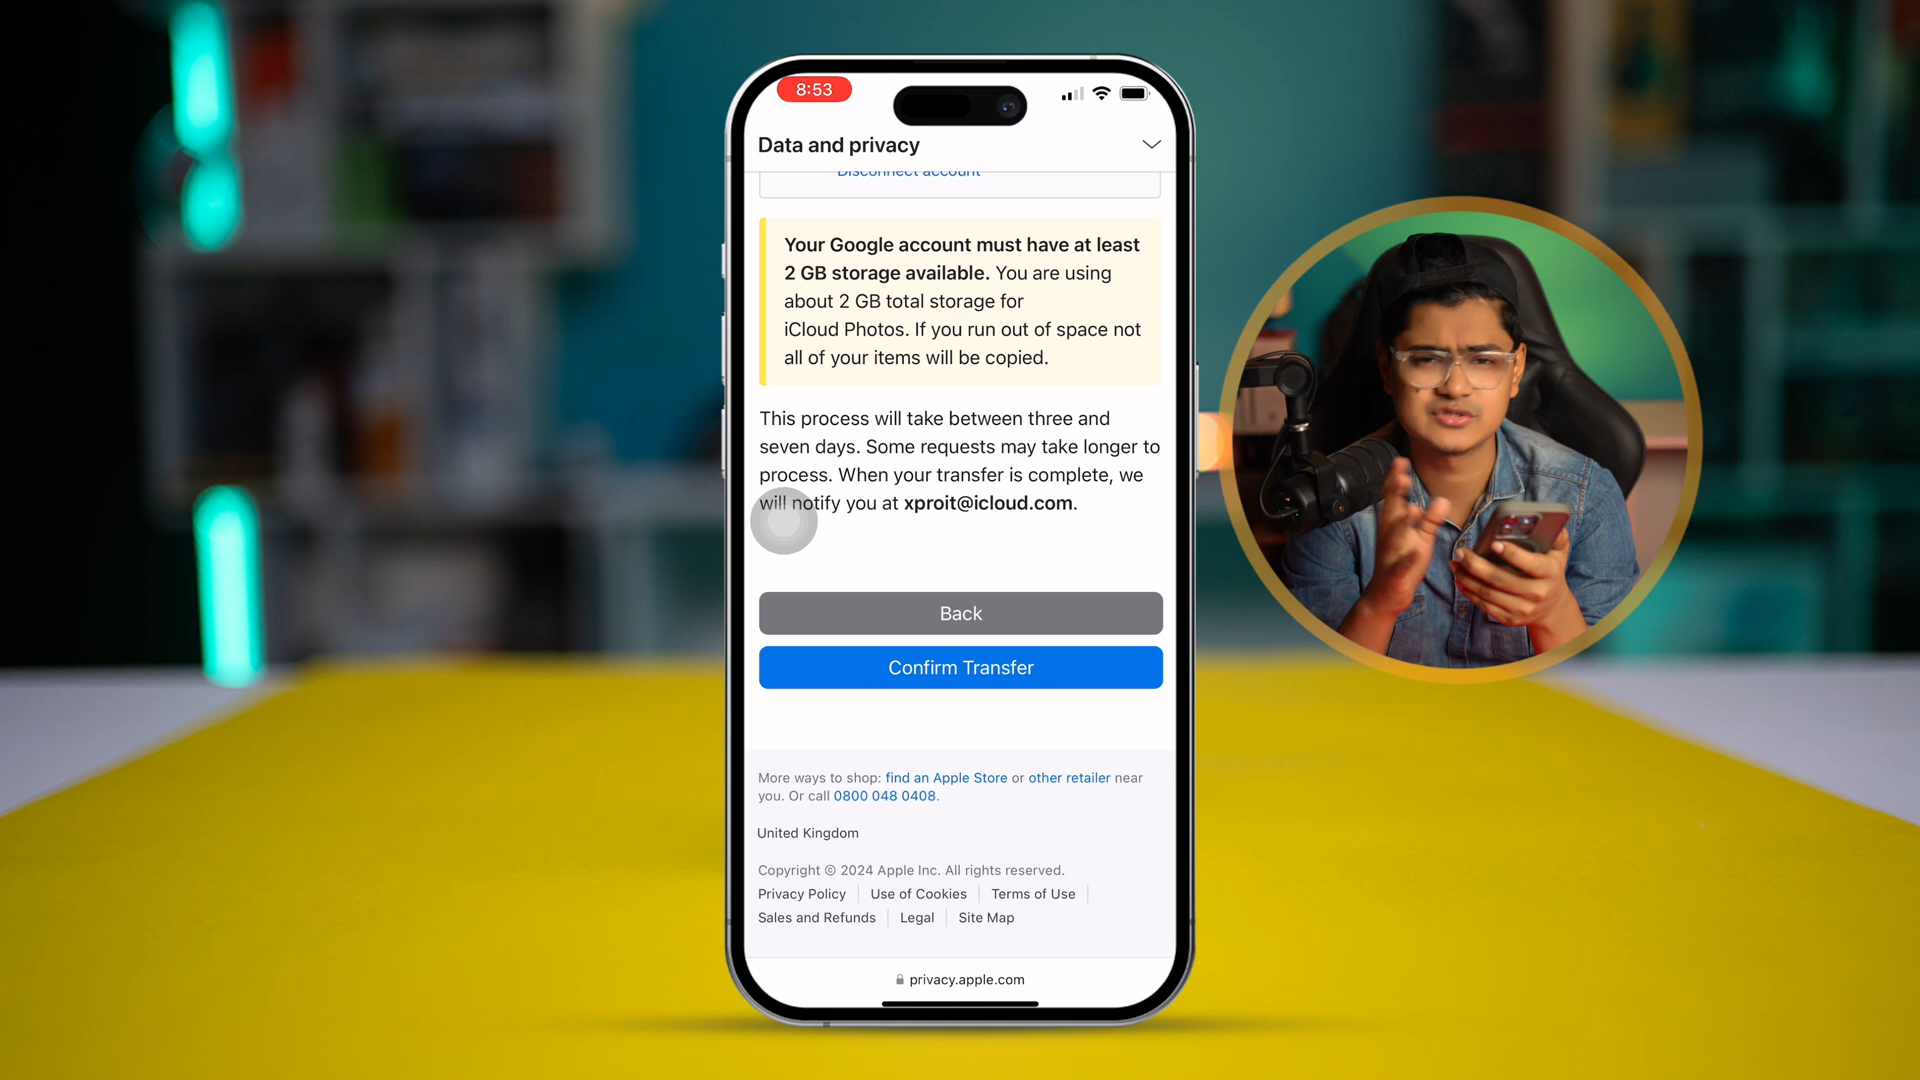 8:53
Data and privacy
Disconnect account
Your Google account must have at least
2 GB storage available. You are using
about 2 GB total storage for
iCloud Photos. If you run out of space not
all of your items will be copied.
This process will take between three and
seven days. Some requests may take longer to
process. When your transfer is complete, we
will notify you at xproit@icloud.com.
Back
Confirm Transfer
More ways to shop: find an Apple Store or other retailer near
you. Or call 0800 048 0408.
United Kingdom
Copyright © 2024 Apple Inc. All rights reserved.
Privacy Policy | Use of Cookies | Terms of Use |
Sales and Refunds | Legal | Site Map
privacy.apple.com